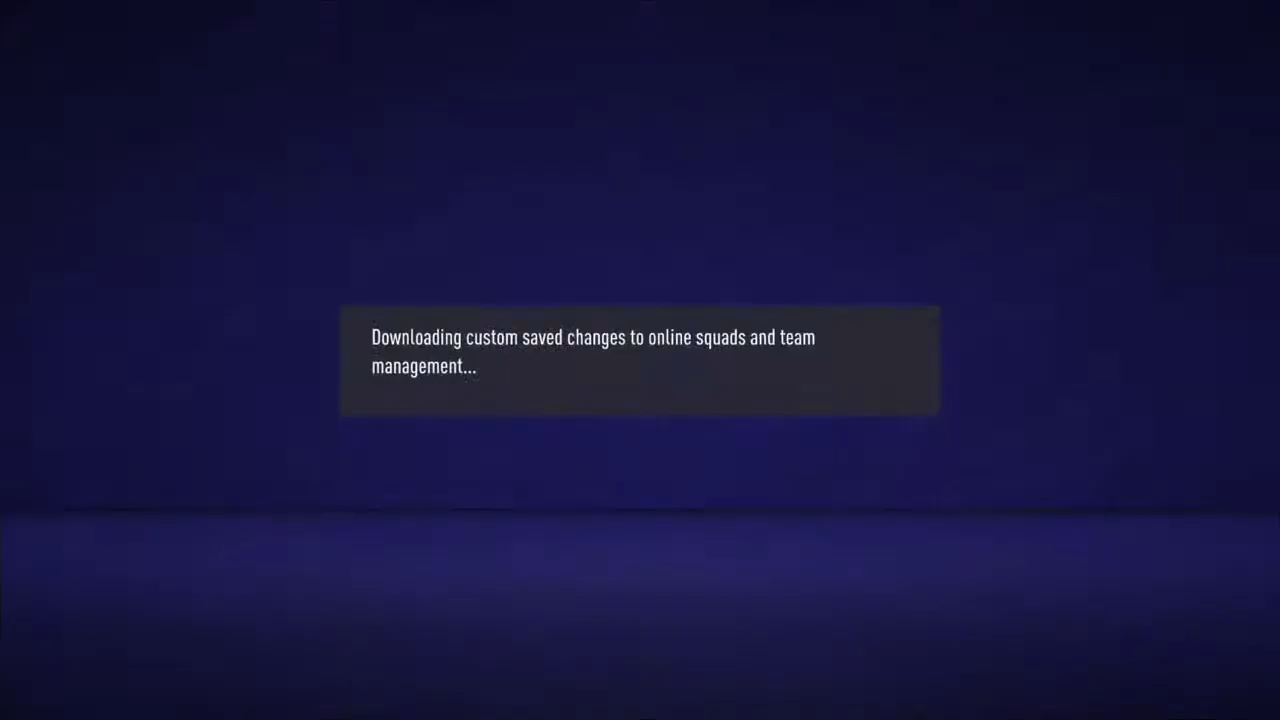 Downloading custom saved changes to online squads and team
management...